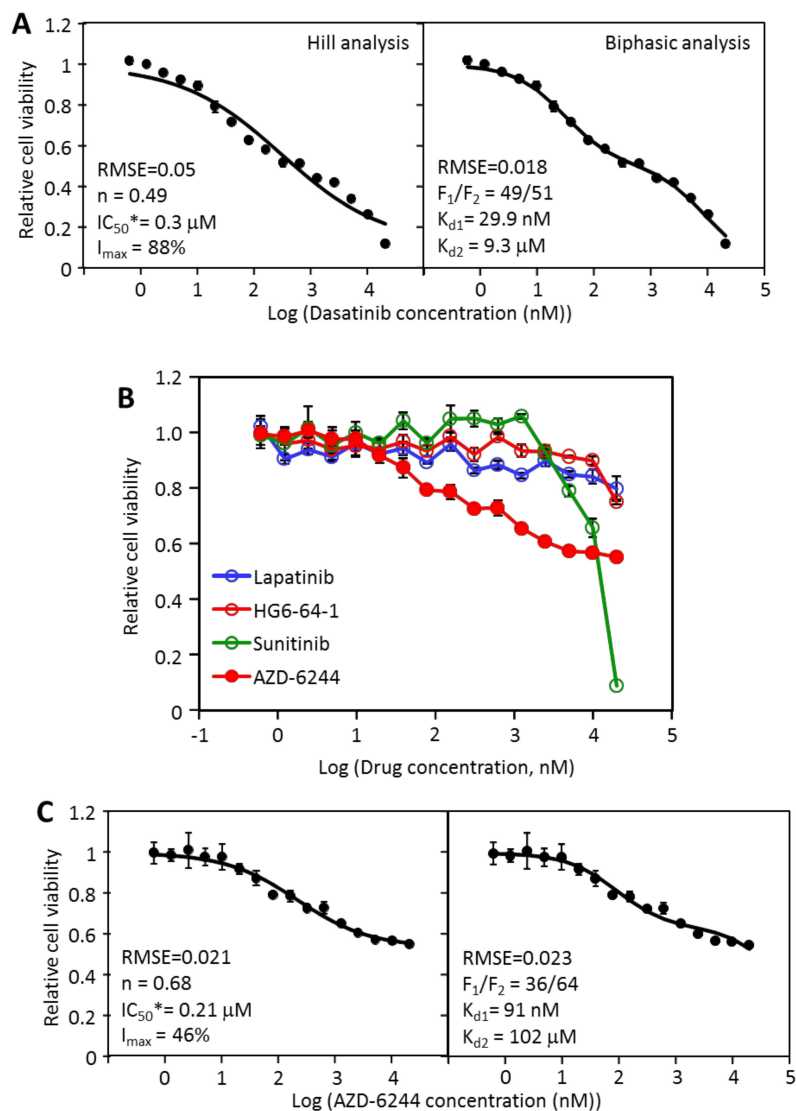 A
Hill analysis
Biphasic analysis
Relative cell viability
1.2
1
0.8
0.6
0.4
0.2
0
RMSE=0.05
n = 0.49
IC50*= 0.3 µM
Imax = 88%
RMSE=0.018
F1/F2 = 49/51
Kd1= 29.9 nM
Kd2 = 9.3 µM
0 1 2 3 4 0 1 2 3 4 5
Log (Dasatinib concentration (nM))
B
Relative cell viability
1.2
1.0
0.8
0.6
0.4
0.2
0
Lapatinib
HG6-64-1
Sunitinib
AZD-6244
-1 0 1 2 3 4 5
Log (Drug concentration, nM)
C
Relative cell viability
1.2
1
0.8
0.6
0.4
0.2
0
RMSE=0.021
n = 0.68
IC50*= 0.21 µM
Imax = 46%
RMSE=0.023
F1/F2 = 36/64
Kd1= 91 nM
Kd2 = 102 µM
0 1 2 3 4 0 1 2 3 4 5
Log (AZD-6244 concentration (nM))